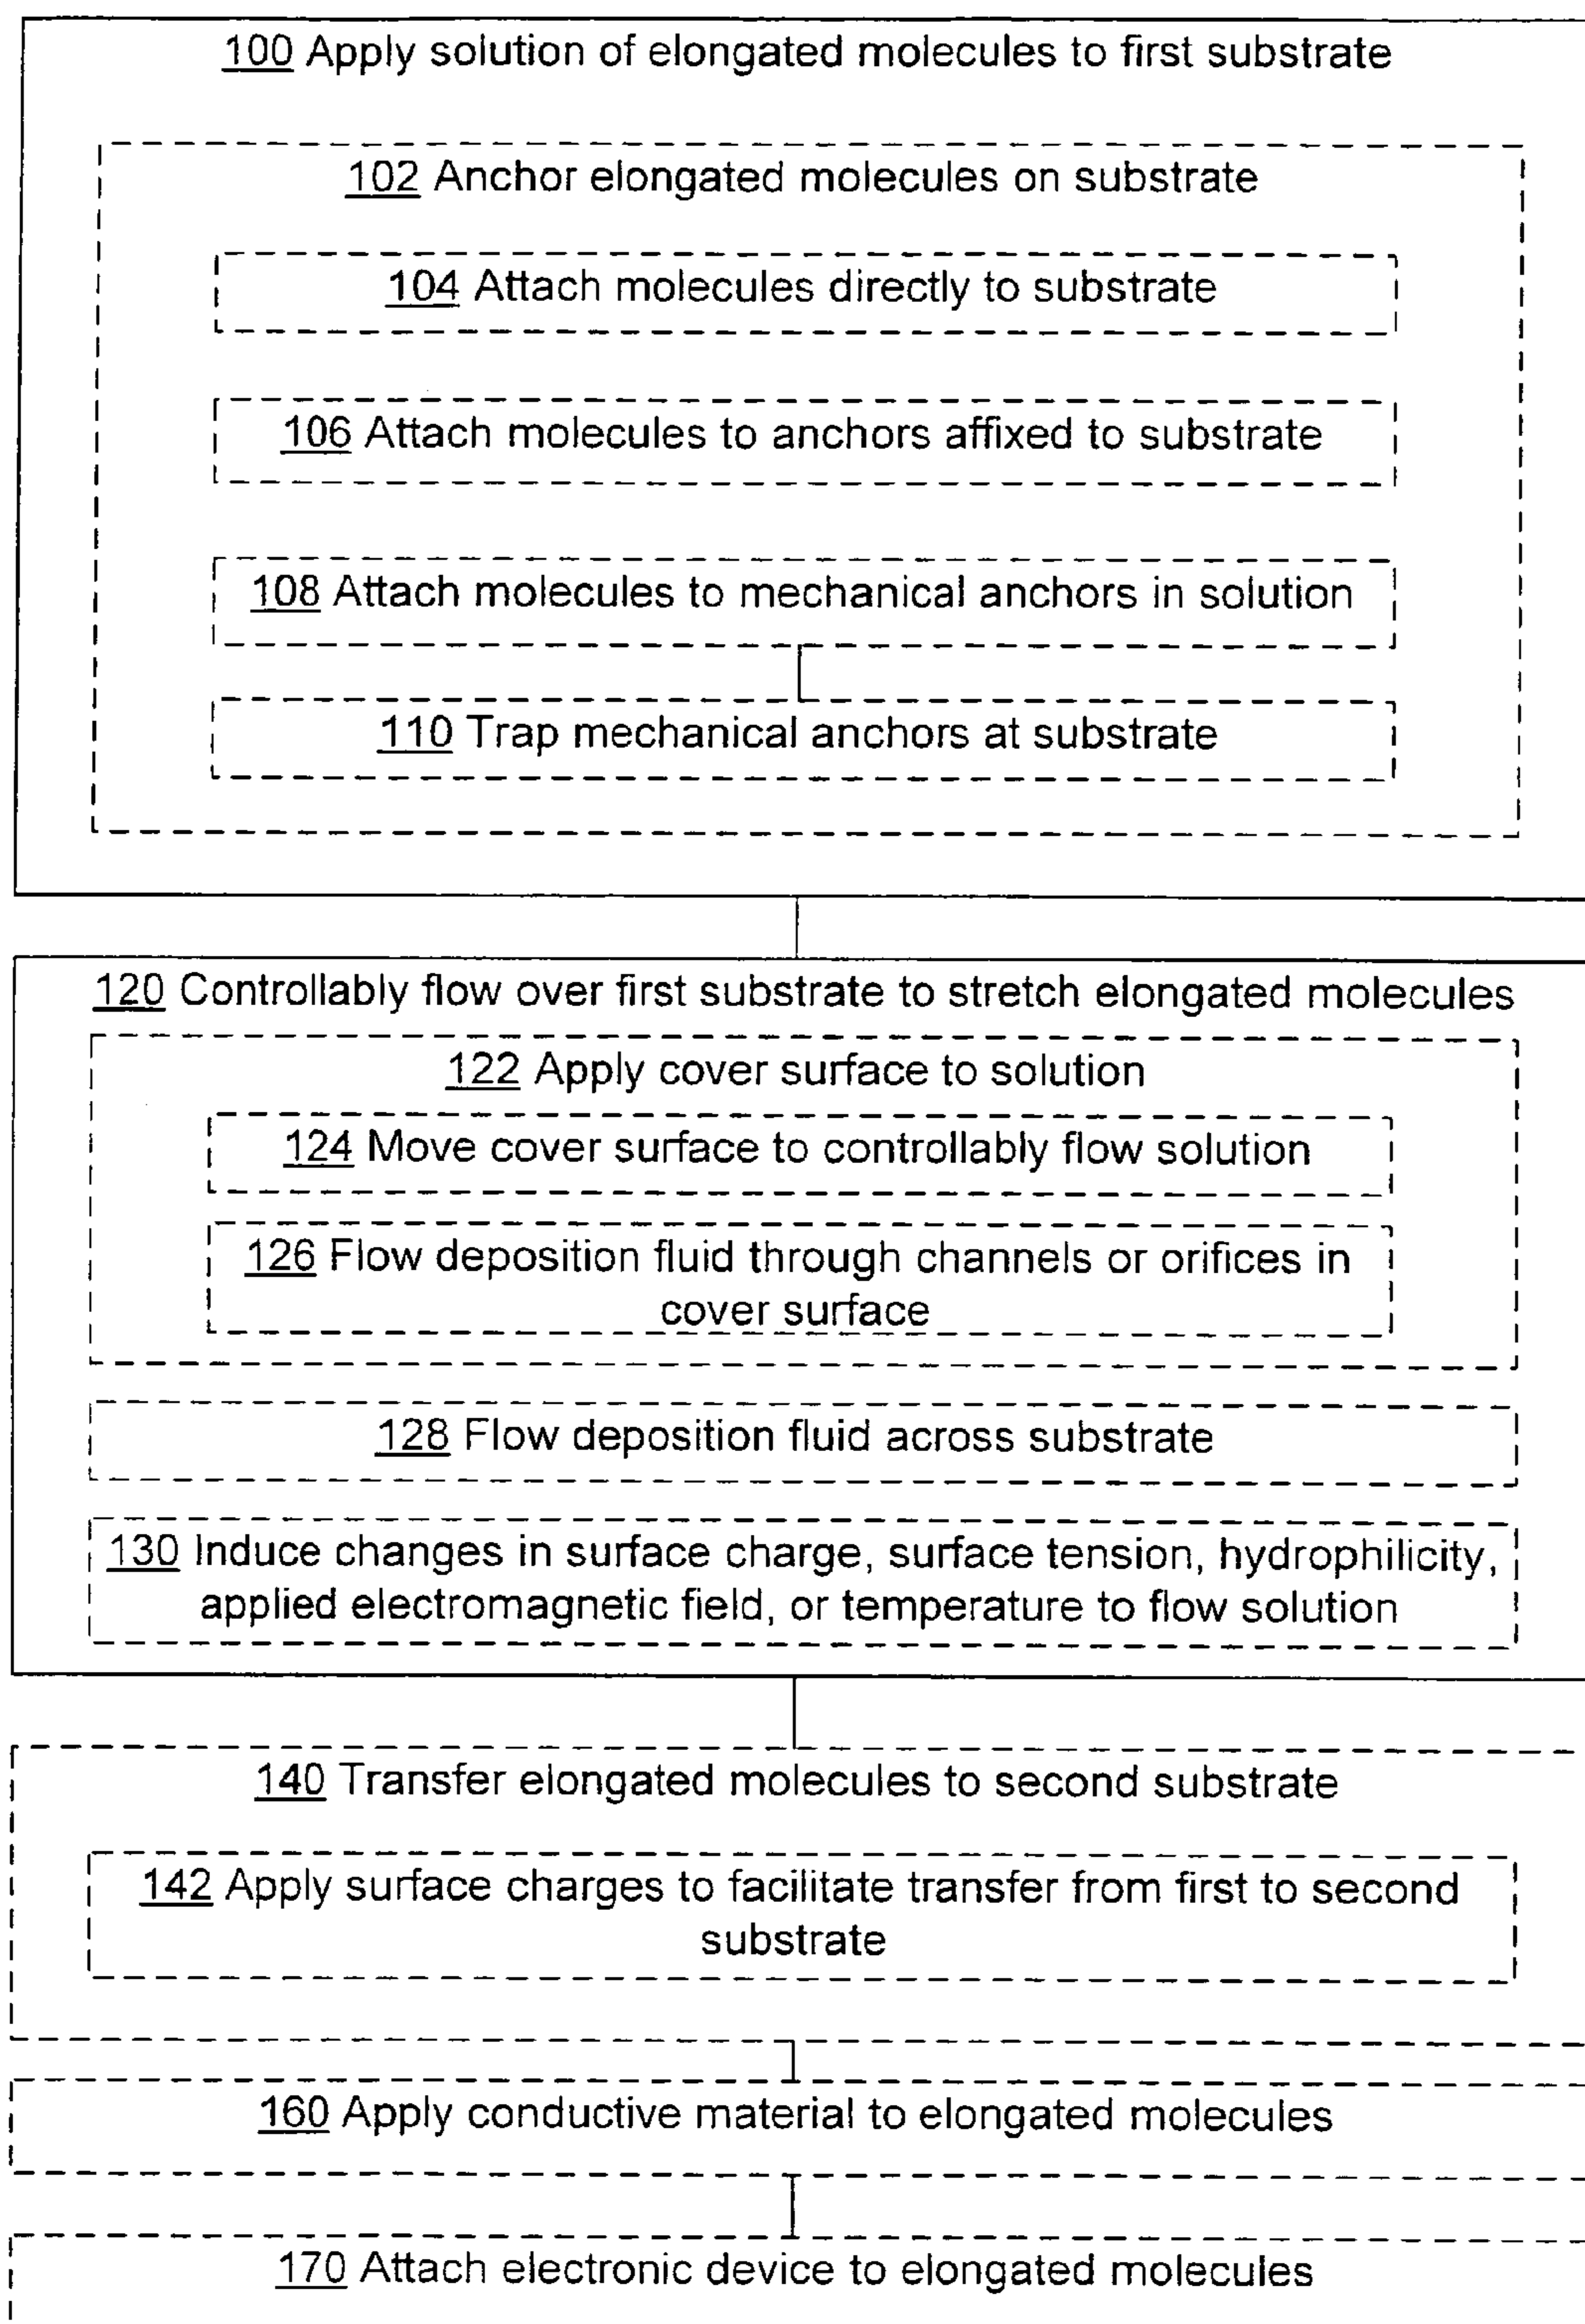 100 Apply solution of elongated molecules to first substrate
102 Anchor elongated molecules on substrate
104 Attach molecules directly to substrate
106 Attach molecules to anchors affixed to substrate
108 Attach molecules to mechanical anchors in solution
110 Trap mechanical anchors at substrate
120 Controllably flow over first substrate to stretch elongated molecules
122 Apply cover surface to solution
124 Move cover surface to controllably flow solution
126 Flow deposition fluid through channels or orifices in
cover surface
128 Flow deposition fluid across substrate
130 Induce changes in surface charge, surface tension, hydrophilicity,
applied electromagnetic field, or temperature to flow solution
140 Transfer elongated molecules to second substrate
142 Apply surface charges to facilitate transfer from first to second
substrate
160 Apply conductive material to elongated molecules
170 Attach electronic device to elongated molecules